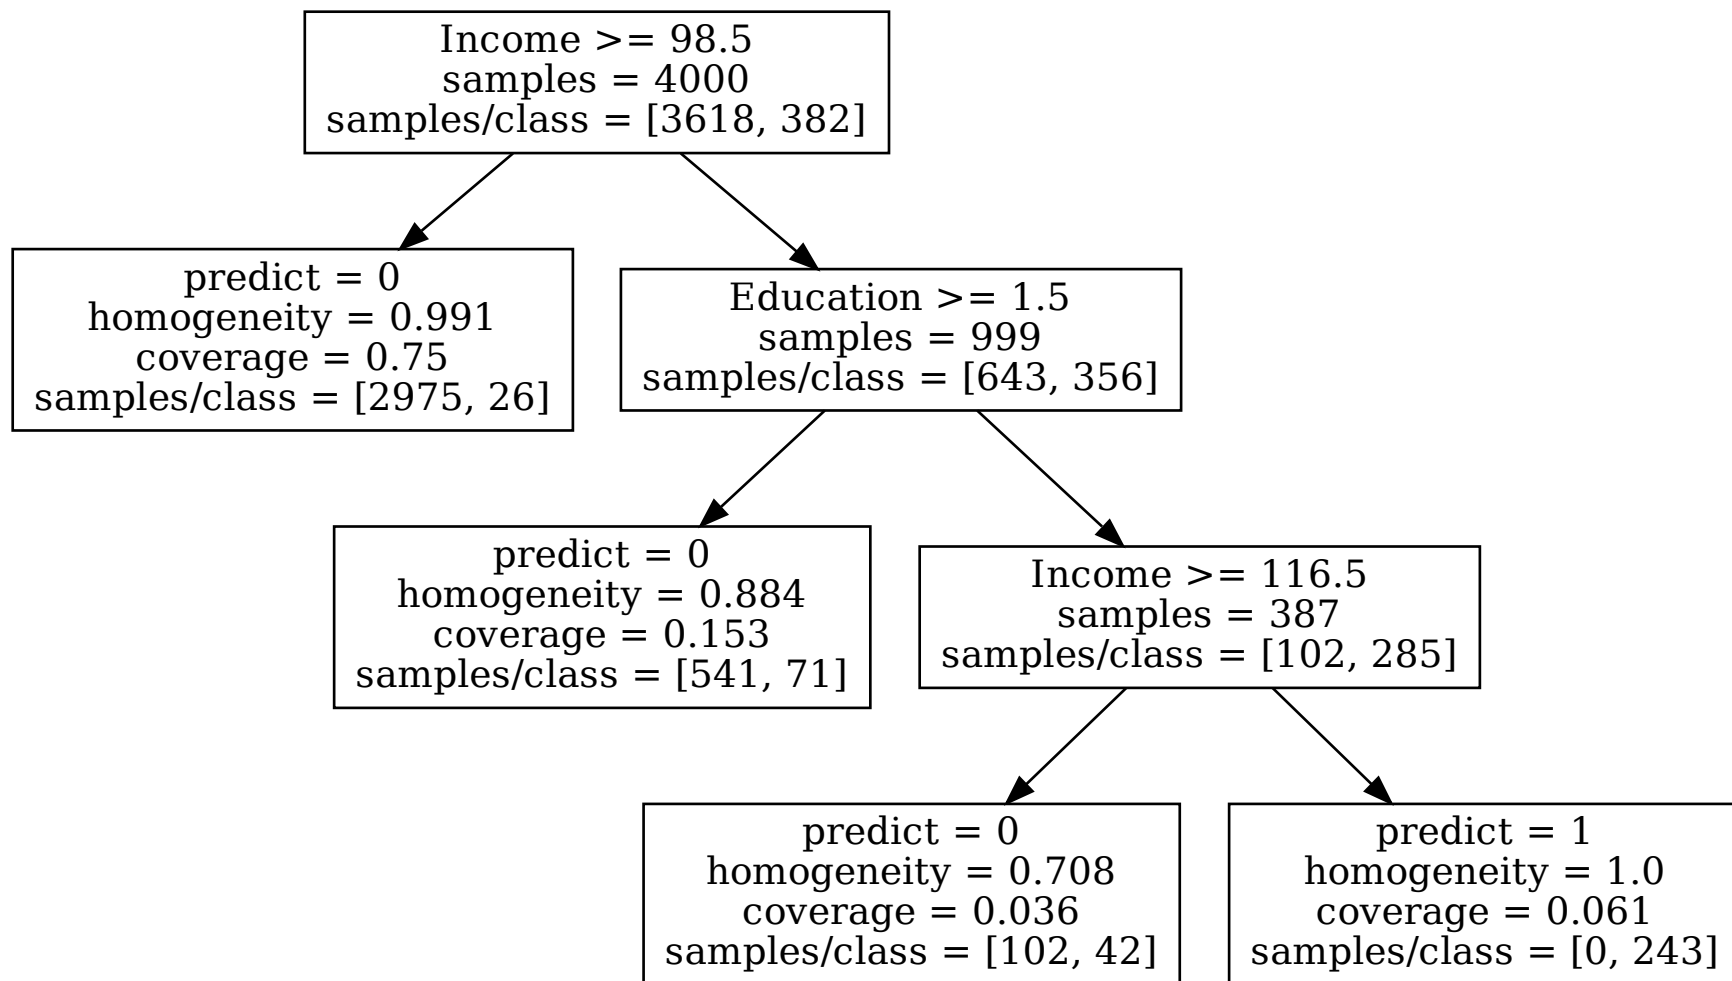 Income >= 98.5
samples = 4000
samples/class = [3618, 382]
predict = 0
homogeneity = 0.991
coverage = 0.75
samples/class = [2975, 26]
Education >= 1.5
samples = 999
samples/class = [643, 356]
predict = 0
homogeneity = 0.884
coverage = 0.153
samples/class = [541, 71]
Income >= 116.5
samples = 387
samples/class = [102, 285]
predict = 0
homogeneity = 0.708
coverage = 0.036
samples/class = [102, 42]
predict = 1
homogeneity = 1.0
coverage = 0.061
samples/class = [0, 243]